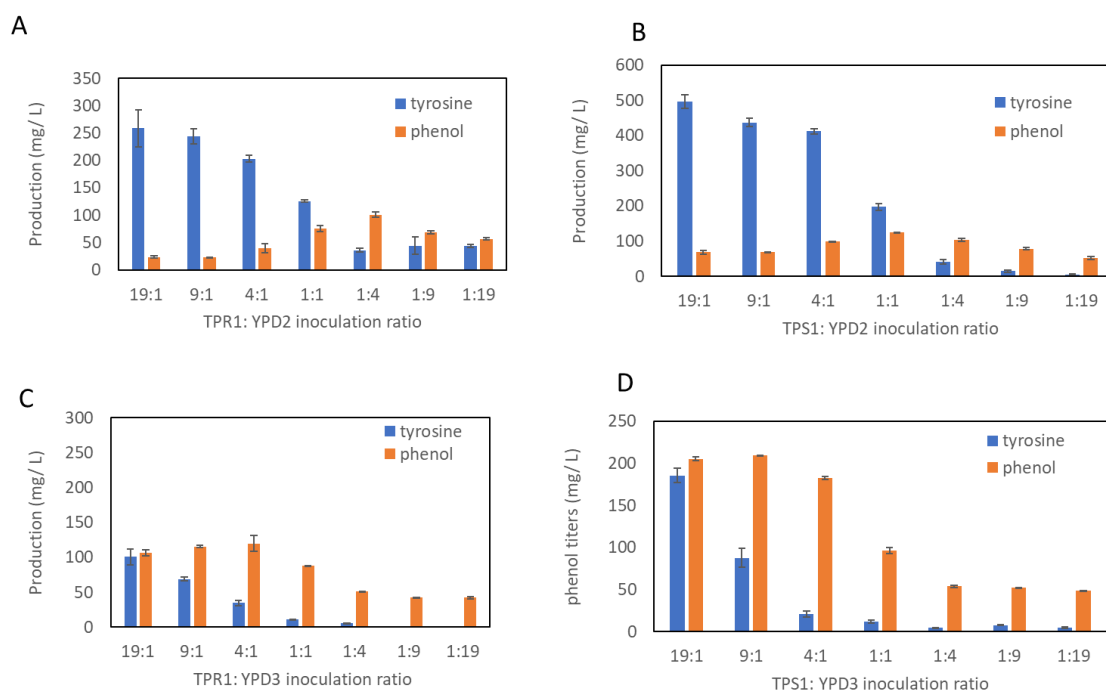 A
Production (mg/ L)
350
300
250
200
150
100
50
0
tyrosine
phenol
19:1 9:1 4:1 1:1 1:4 1:9 1:19
TPR1: YPD2 inoculation ratio
B
Production (mg/ L)
600
500
400
300
200
100
0
tyrosine
phenol
19:1 9:1 4:1 1:1 1:4 1:9 1:19
TPS1: YPD2 inoculation ratio
C
Production (mg/ L)
300
250
200
150
100
50
0
tyrosine
phenol
19:1 9:1 4:1 1:1 1:4 1:9 1:19
TPR1: YPD3 inoculation ratio
D
phenol titers (mg/ L)
250
200
150
100
50
0
tyrosine
phenol
19:1 9:1 4:1 1:1 1:4 1:9 1:19
TPS1: YPD3 inoculation ratio